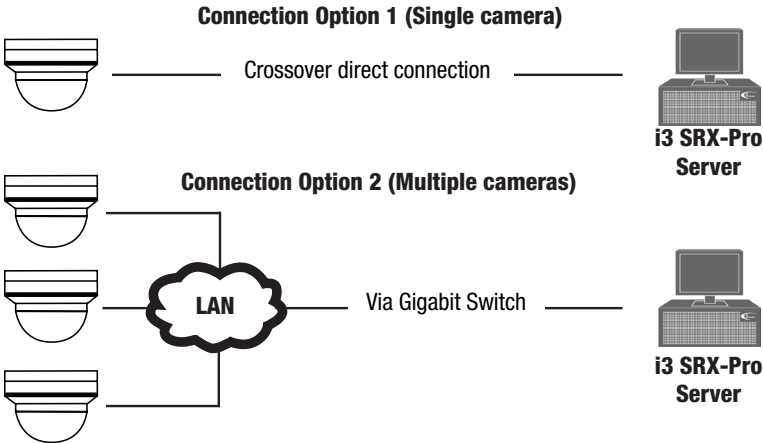 Connection Option 1 (Single camera)
Crossover direct connection
i3 SRX-Pro
Server
Connection Option 2 (Multiple cameras)
LAN
Via Gigabit Switch
i3 SRX-Pro
Server